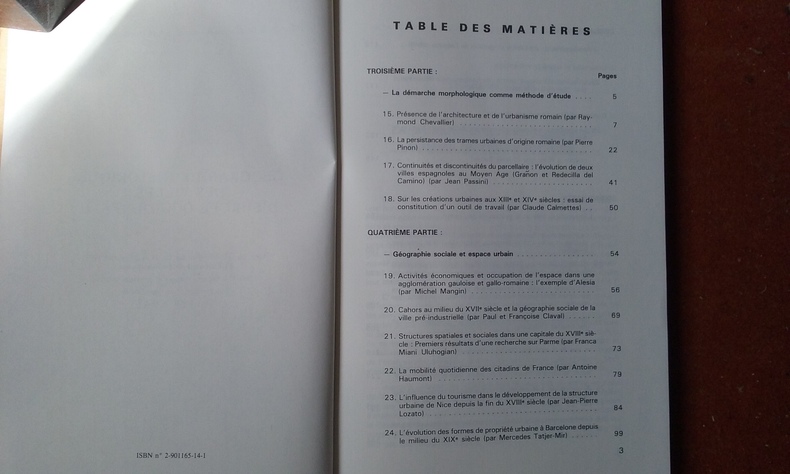 TABLE DES MATIÈRES
TROISIÈME PARTIE :
Pages
— La démarche morphologique comme méthode d'étude .... 5
15. Présence de l'architecture et de l'urbanisme romain (par Ray-
mond Chevallier) .......... 7
16. La persistance des trames urbaines d'origine romaine (par Pierre
Pinon) .......... 22
17. Continuités et discontinuités du parcellaire : l'évolution de deux
villes espagnoles au Moyen Age (Grañon et Redecilla del
Camino) (par Jean Passini) .......... 41
18. Sur les créations urbaines aux XIIIe et XIVe siècles : essai de
constitution d'un outil de travail (par Claude Calmettes) .. 50
QUATRIÈME PARTIE :
— Géographie sociale et espace urbain .......... 54
19. Activités économiques et occupation de l'espace dans une
agglomération gauloise et gallo-romaine : l'exemple d'Alesia
(par Michel Mangin) .......... 56
20. Cahors au milieu du XVIIe siècle et la géographie sociale de la
ville pré-industrielle (par Paul et Françoise Claval) ...... 69
21. Structures spatiales et sociales dans une capitale du XVIIIe siè-
cle : Premiers résultats d'une recherche sur Parme (par Franca
Miani Uluhogian) .......... 73
22. La mobilité quotidienne des citadins de France (par Antoine
Haumont) .......... 79
23. L'influence du tourisme dans le développement de la structure
urbaine de Nice depuis la fin du XVIIIe siècle (par Jean-Pierre
Lozato) .......... 84
24. L'évolution des formes de propriété urbaine à Barcelone depuis
le milieu du XIXe siècle (par Mercedes Tatjer-Mir) ...... 99
3
ISBN n° 2-901165-14-1